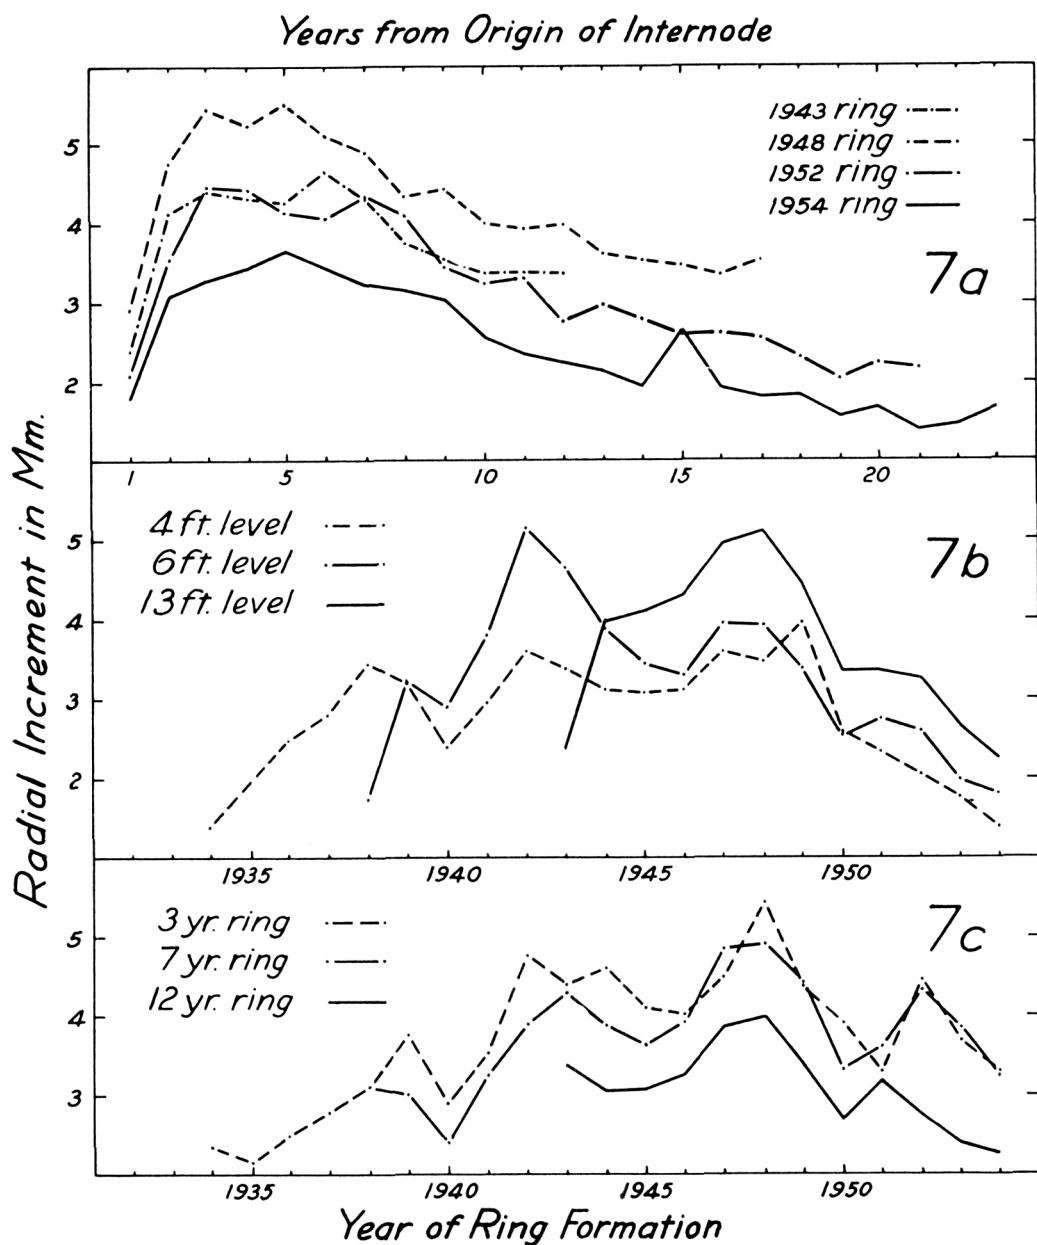 Years from Origin of Internode
1943 ring
1948 ring
1952 ring
1954 ring
7a
5
4
3
2
1 5 10 15 20
4 ft. level
6 ft. level
13 ft. level
7b
5
4
3
2
1935 1940 1945 1950
3 yr. ring
7 yr. ring
12 yr. ring
7c
5
4
3
1935 1940 1945 1950
Radial Increment in Mm.
Year of Ring Formation